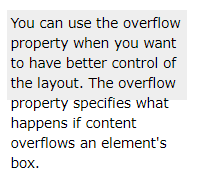 You can use the overflow
property when you want
to have better control of
the layout. The overflow
property specifies what
happens if content
overflows an element's
box.